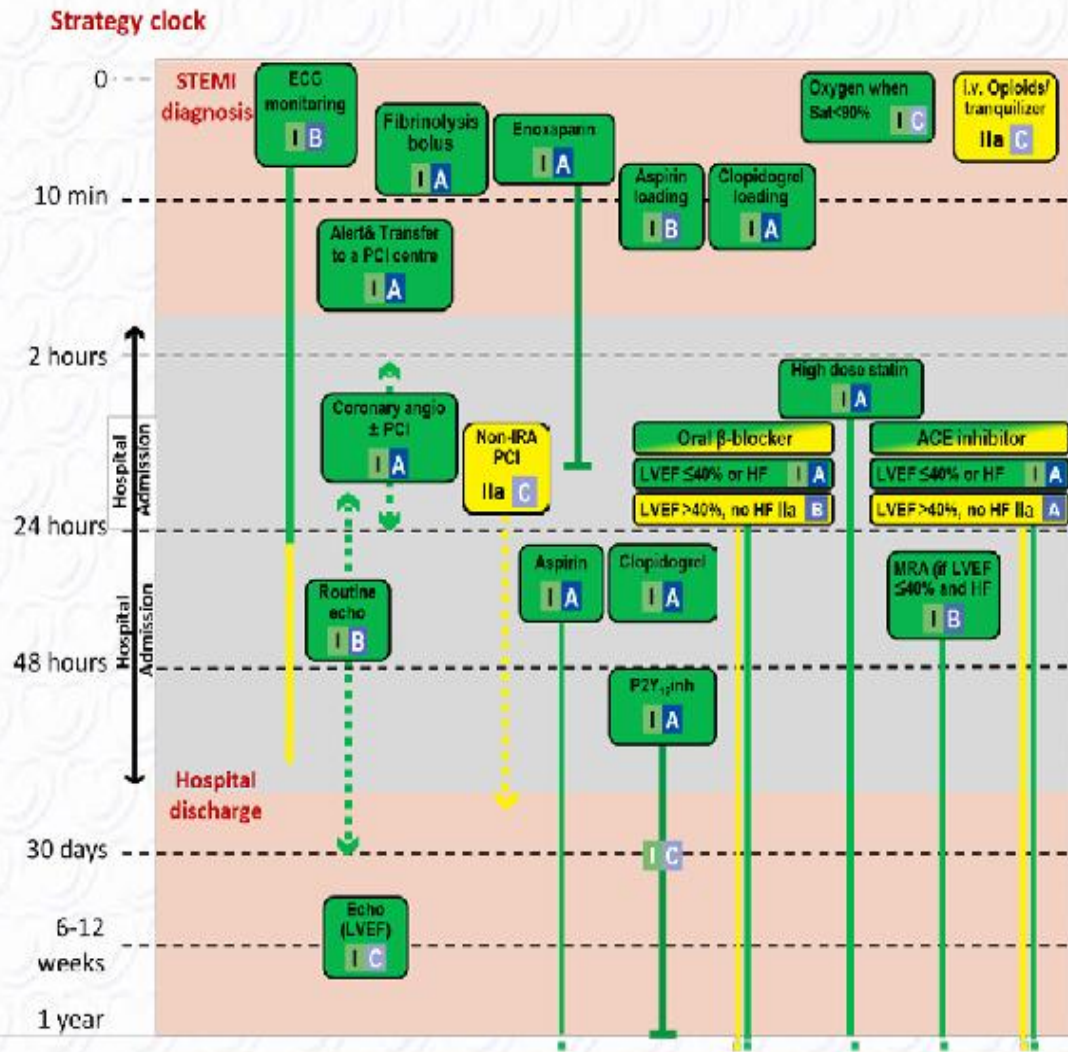 Strategy clock
0
STEMI
diagnosis
ECG
monitoring
I B
Fibrinolysis
bolus
I A
Enoxaparin
I A
Oxygen when
Sat<90%
I C
i.v. Opioids/
tranquilizer
IIa C
Aspirin
loading
I B
Clopidogrel
loading
I A
10 min
Alert& Transfer
to a PCI centre
I A
2 hours
High dose statin
I A
Coronary angio
± PCI
I A
Non-IRA
PCI
IIa C
Oral β-blocker
LVEF ≤40% or HF I A
LVEF >40%, no HF IIa B
ACE inhibitor
LVEF ≤40% or HF I A
LVEF >40%, no HF IIa A
Hospital
Admission
24 hours
Aspirin
I A
Clopidogrel
I A
MRA (if LVEF
≤40% and HF
I B
Routine
echo
I B
Hospital
Admission
48 hours
P2Y₁₂inh
I A
Hospital
discharge
30 days
I C
Echo
(LVEF)
I C
6-12
weeks
1 year